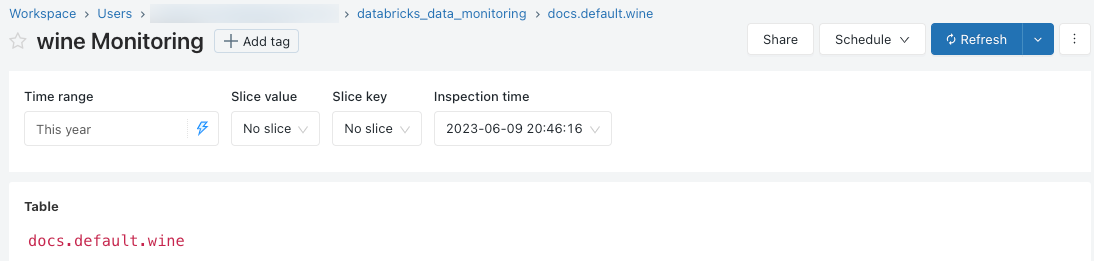 Workspace > Users > > databricks_data_monitoring > docs.default.wine
wine Monitoring + Add tag Share Schedule Refresh
Time range Slice value Slice key Inspection time
This year No slice No slice 2023-06-09 20:46:16
Table
docs.default.wine